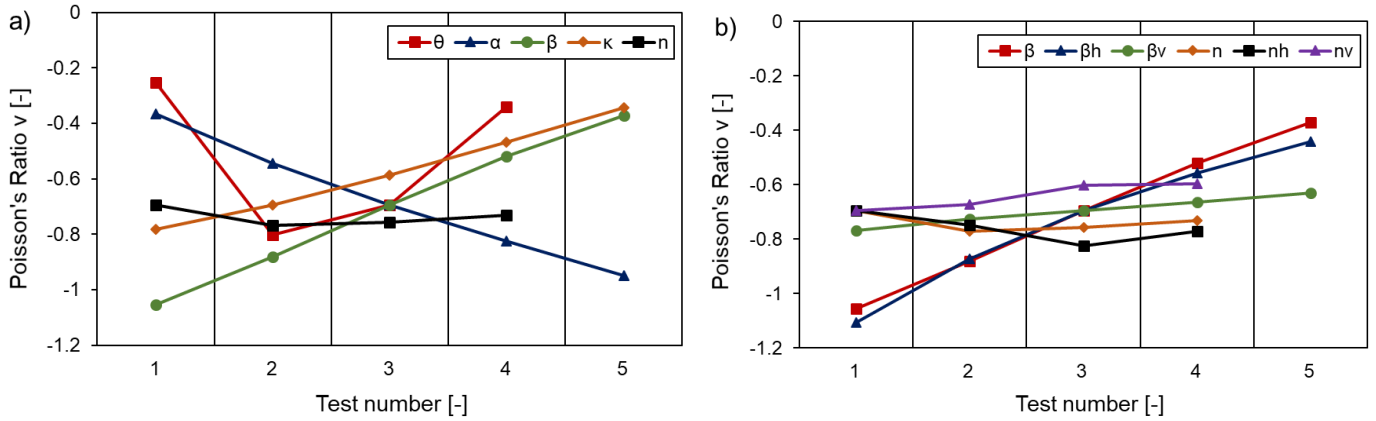 a)
0
-0.2
-0.4
-0.6
-0.8
-1
-1.2
Poisson's Ratio ν [-]
θ α β κ n
1 2 3 4 5
Test number [-]
b)
0
-0.2
-0.4
-0.6
-0.8
-1
-1.2
Poisson's Ratio ν [-]
β βh βv n nh nv
1 2 3 4 5
Test number [-]